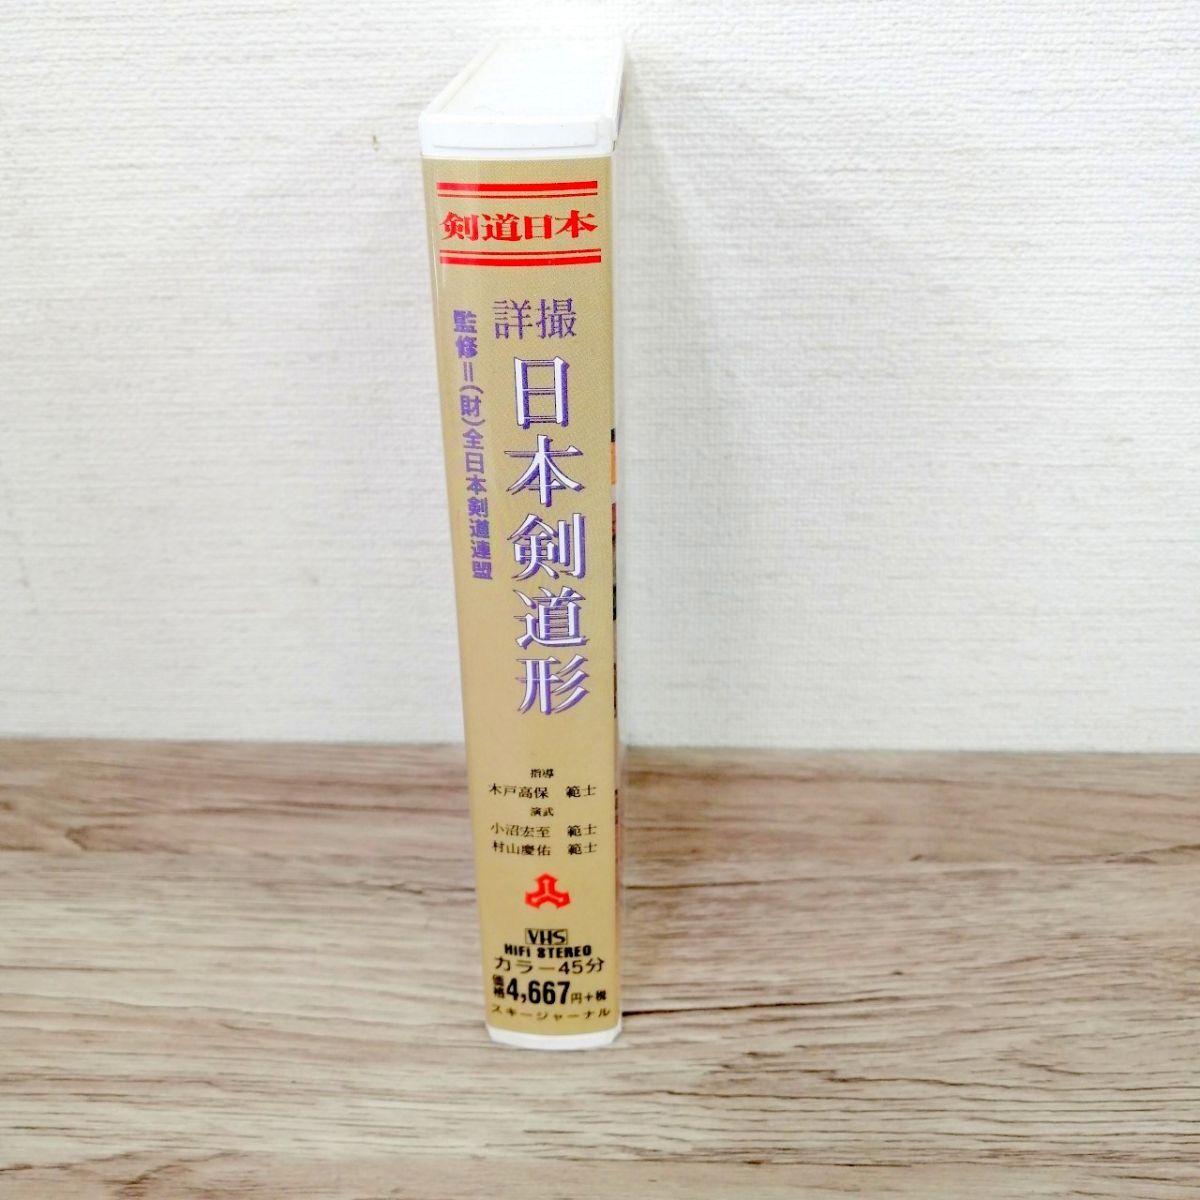 剣道日本
詳撮
日本剣道形
監修=(財)全日本剣道連盟
指導
木戸高保 範士
演武
小沼宏至 範士
村山慶佑 範士
VHS
HiFi STEREO
カラー45分
価格4,667円+税
スキージャーナル